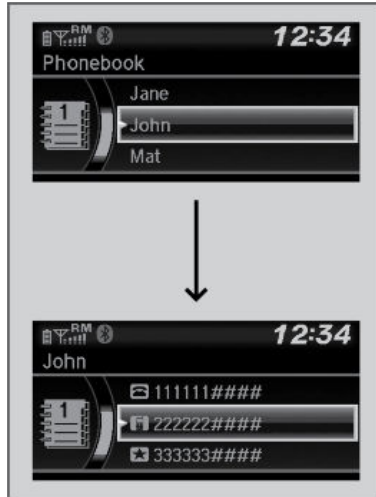 RM 12:34
Phonebook
Jane
1
John
Mat
RM 12:34
John
111111####
1
222222####
333333####